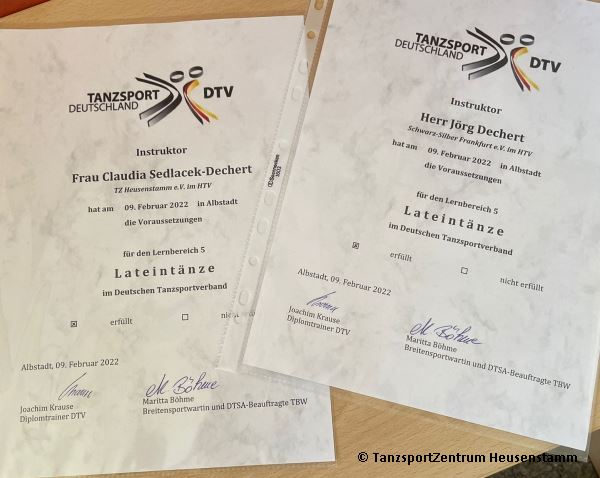 TANZSPORT
DEUTSCHLAND
DTV
Instruktor
Frau Claudia Sedlacek-Dechert
TZ Heusenstamm e.V. im HTV
hat am 09. Februar 2022 in Albstadt
die Voraussetzungen
für den Lernbereich 5
Lateintänze
im Deutschen Tanzsportverband
☒ erfüllt ☐
Albstadt, 09. Februar 2022
M Böhme
Joachim Krause
Diplomtrainer DTV
Maritta Böhme
Breitensportwartin und DTSA-Beauftragte TBW
TANZSPORT
DEUTSCHLAND
DTV
Instruktor
Herr Jörg Dechert
Schwarz-Silber Frankfurt e.V. im HTV
hat am 09. Februar 2022 in Albstadt
die Voraussetzungen
für den Lernbereich 5
Lateintänze
im Deutschen Tanzsportverband
☒ erfüllt ☐ nicht erfüllt
Albstadt, 09. Februar 2022
M Böhme
Joachim Krause
Diplomtrainer DTV
Maritta Böhme
Breitensportwartin und DTSA-Beauftragte TBW
© TanzsportZentrum Heusenstamm